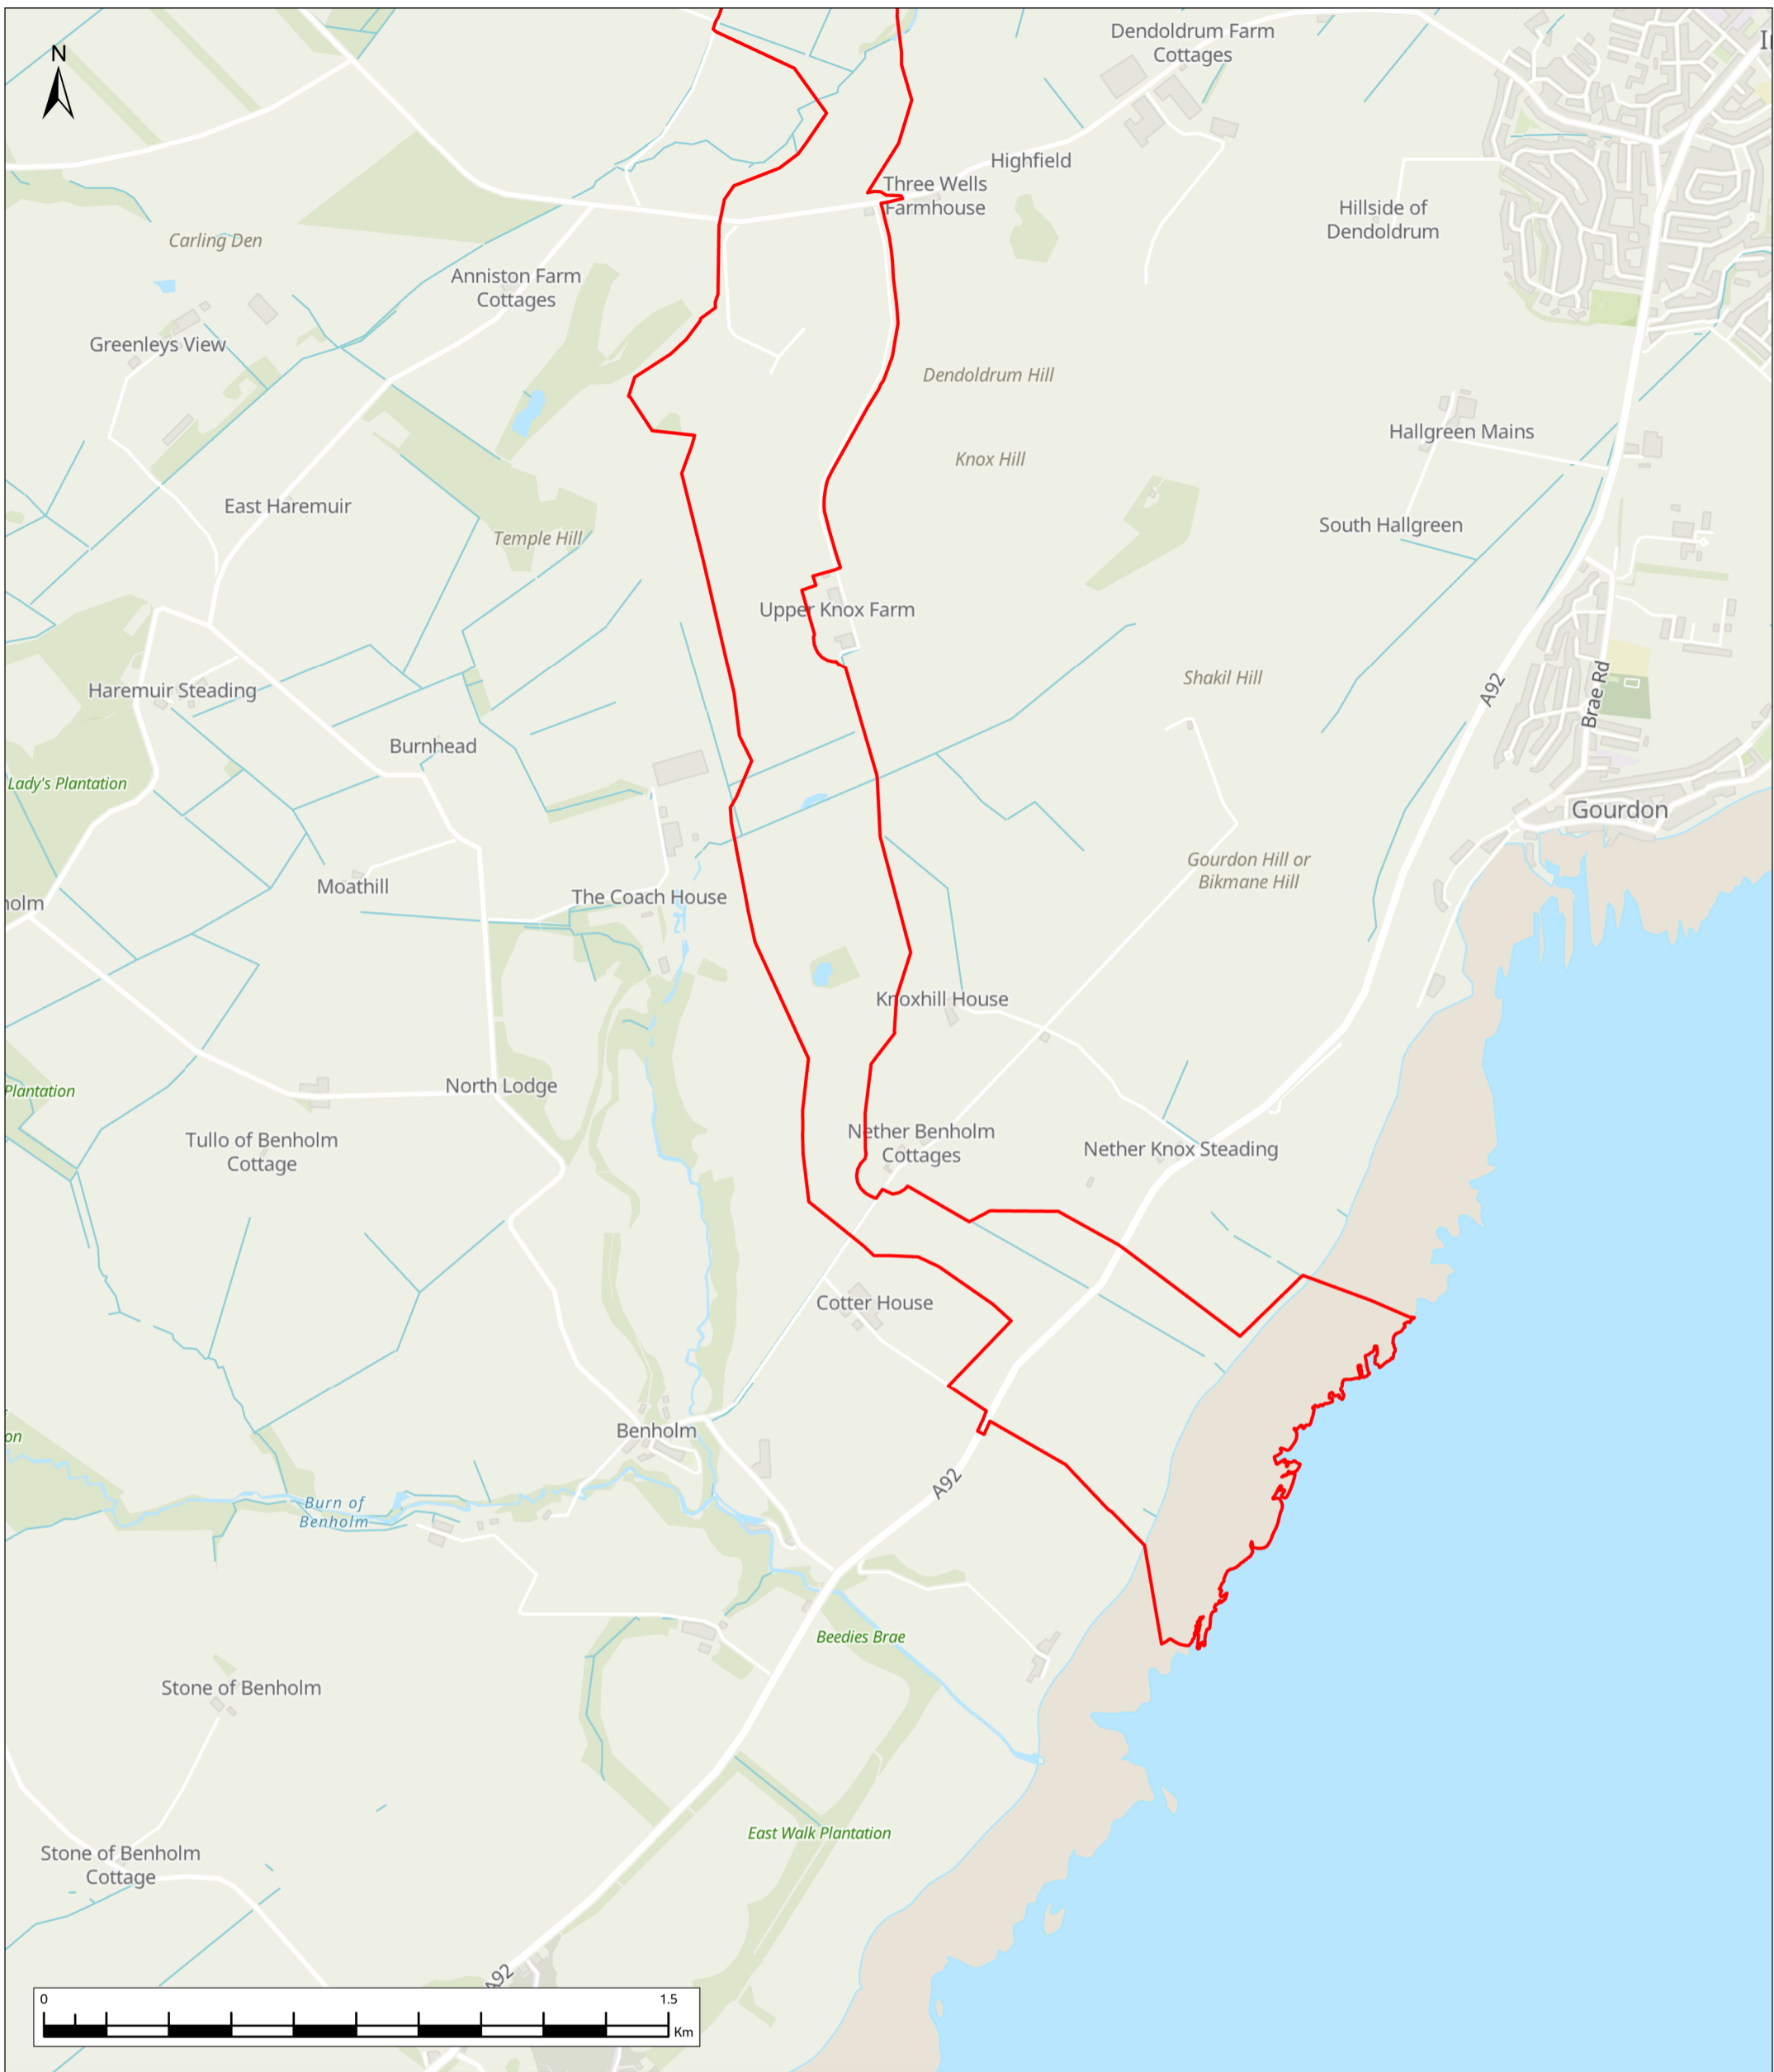 N
Dendoldrum Farm
Cottages
Highfield
Three Wells
Farmhouse
Hillside of
Dendoldrum
Carling Den
Anniston Farm
Cottages
Greenleys View
Dendoldrum Hill
Hallgreen Mains
Knox Hill
East Haremuir
South Hallgreen
Temple Hill
Upper Knox Farm
Shakil Hill
Haremuir Steading
A92
Brae Rd
Burnhead
Lady's Plantation
Gourdon
Gourdon Hill or
Bikmane Hill
Moathill
The Coach House
holm
Knoxhill House
North Lodge
Plantation
Tullo of Benholm
Cottage
Nether Benholm
Cottages
Nether Knox Steading
Cotter House
Benholm
on
A92
Burn of
Benholm
Beedies Brae
Stone of Benholm
East Walk Plantation
Stone of Benholm
Cottage
A92
0 1.5
Km